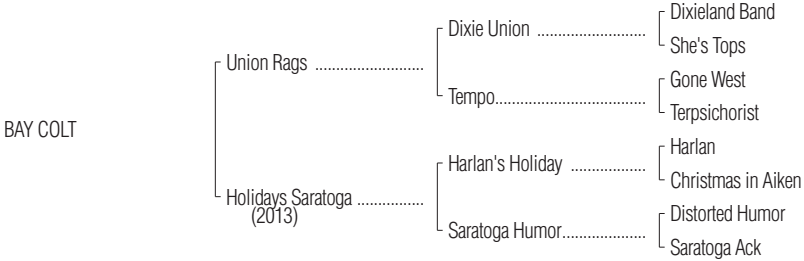 Dixieland Band
Dixie Union ..........................
She's Tops
Union Rags ..........................
Gone West
Tempo....................................
Terpsichorist
BAY COLT
Harlan
Harlan's Holiday ..................
Christmas in Aiken
Holidays Saratoga ................
(2013)
Distorted Humor
Saratoga Humor....................
Saratoga Ack